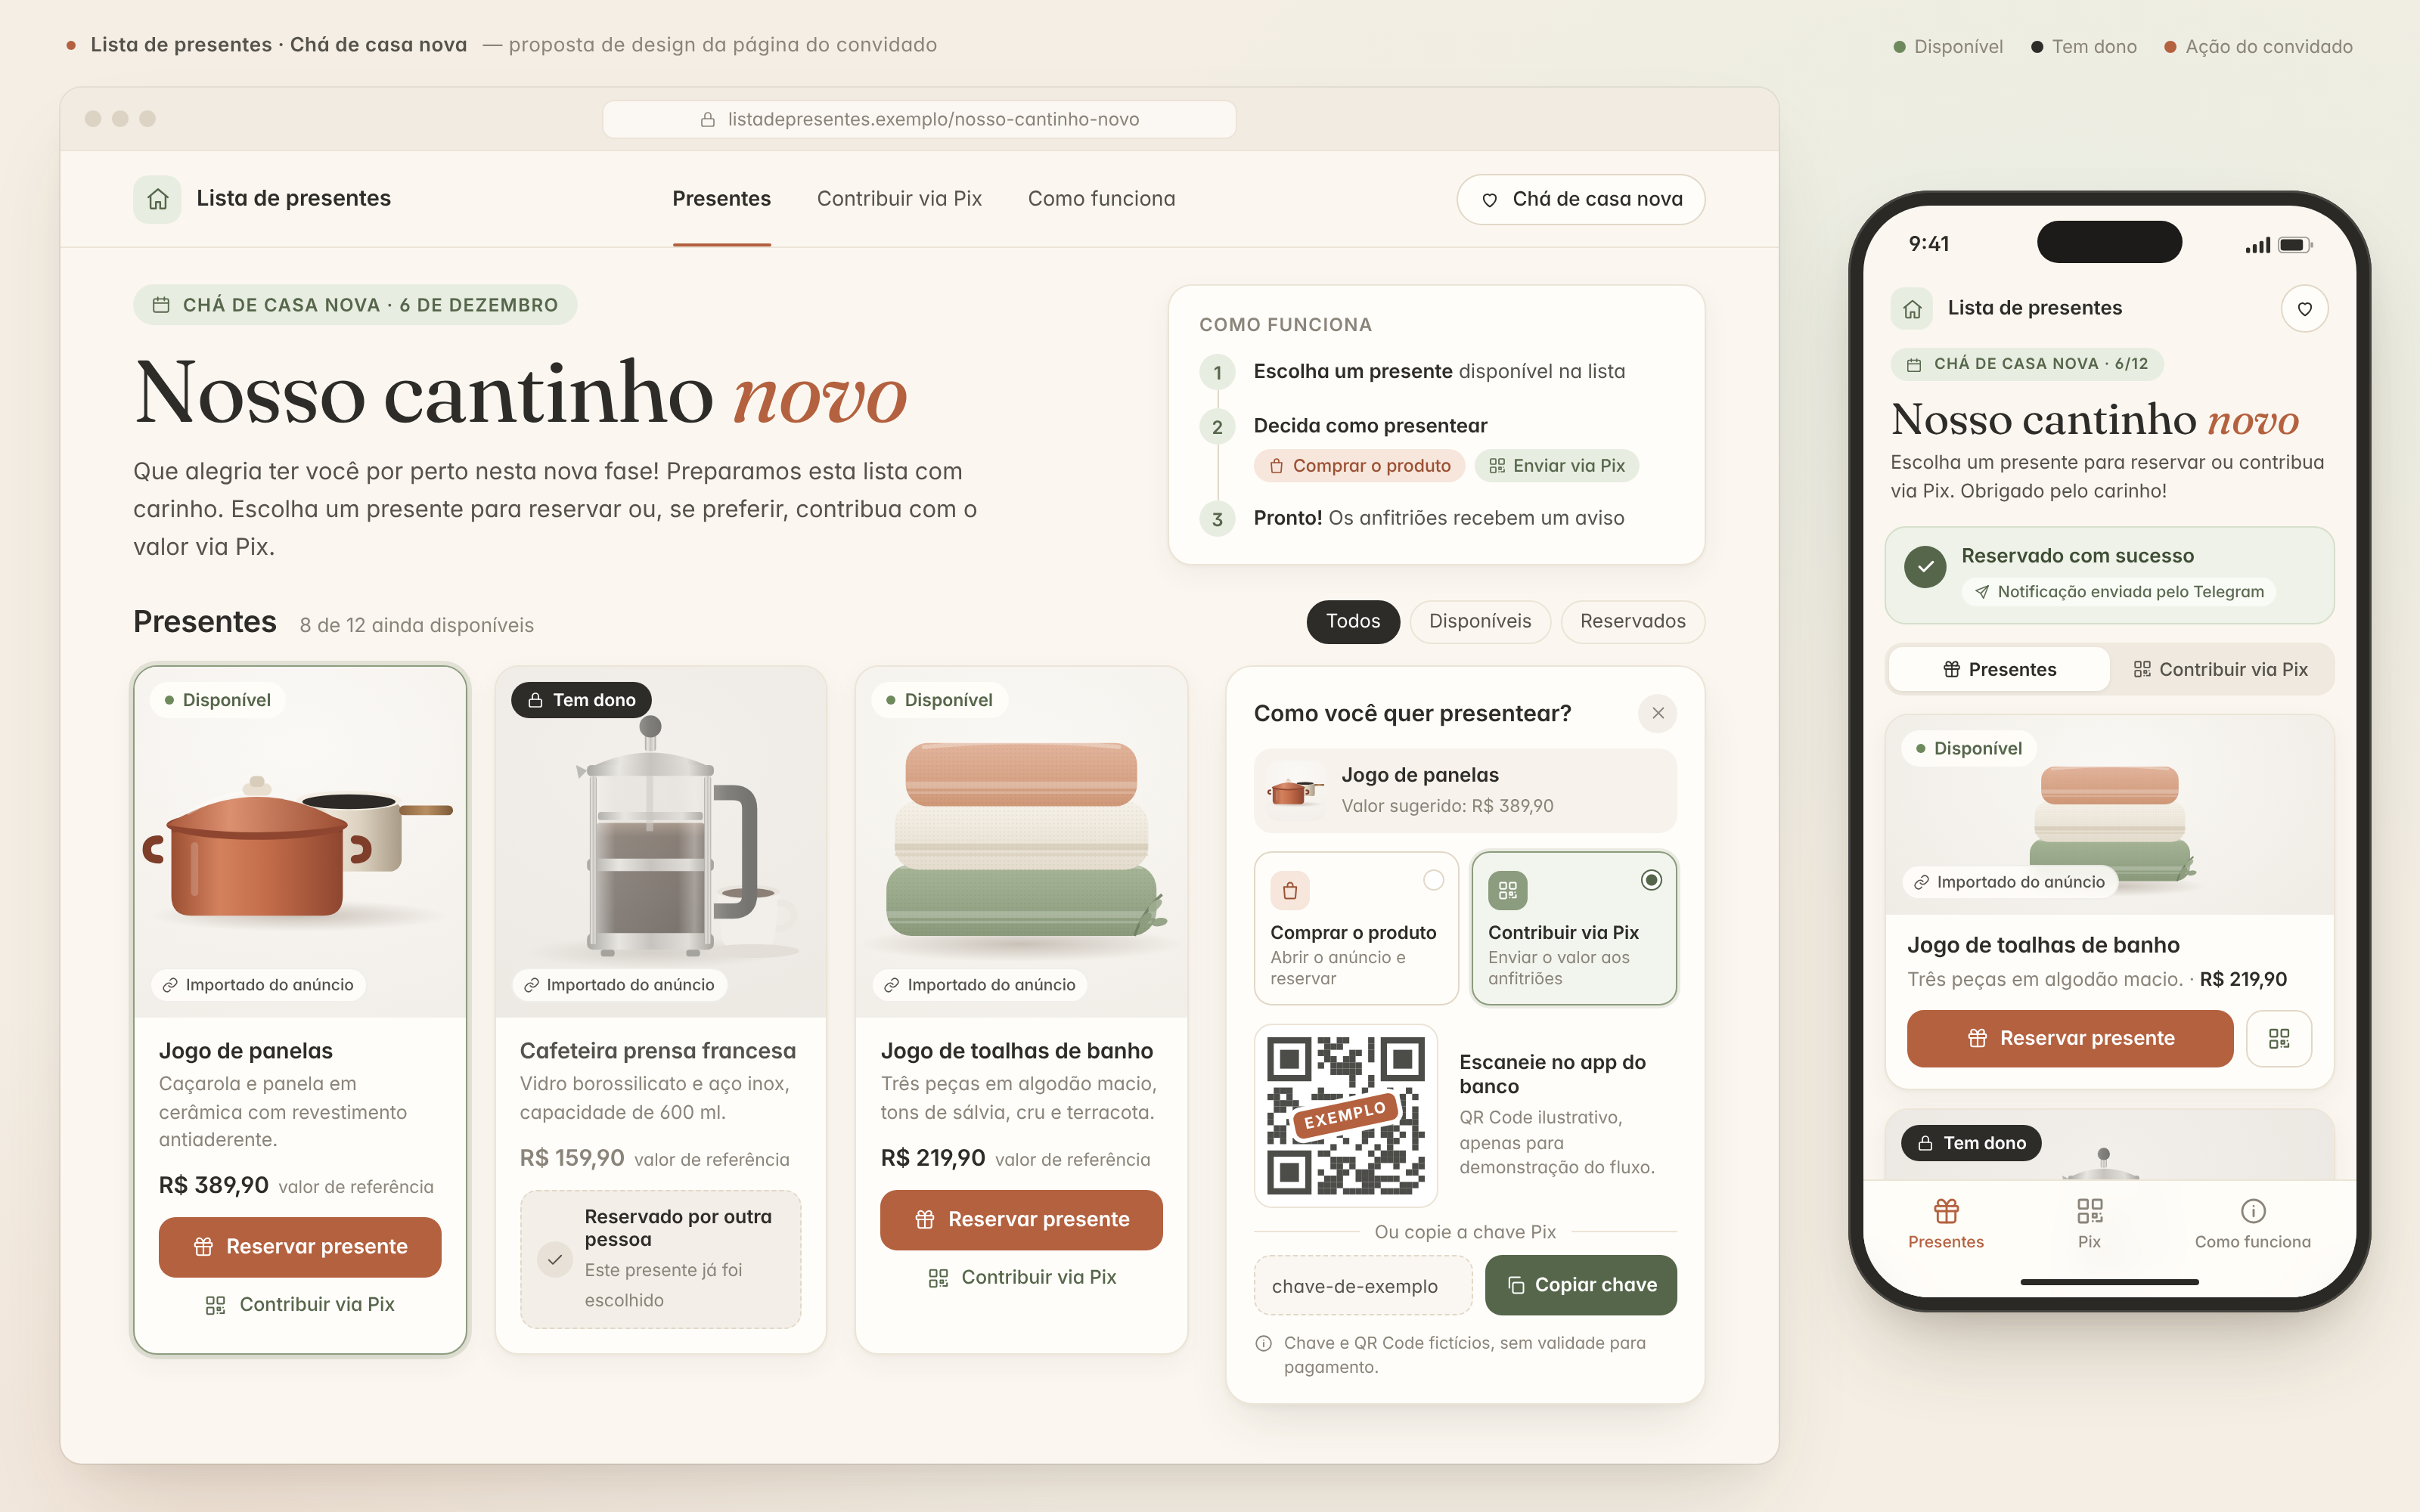 Lista de presentes · Chá de casa nova — proposta de design da página do convidado
Disponível
Tem dono
Ação do convidado
listadepresentes.exemplo/nosso-cantinho-novo
Lista de presentes
Presentes
Contribuir via Pix
Como funciona
Chá de casa nova
CHÁ DE CASA NOVA · 6 DE DEZEMBRO
Nosso cantinho novo
Que alegria ter você por perto nesta nova fase! Preparamos esta lista com
carinho. Escolha um presente para reservar ou, se preferir, contribua com o
valor via Pix.
COMO FUNCIONA
1 Escolha um presente disponível na lista
2 Decida como presentear
Comprar o produto
Enviar via Pix
3 Pronto! Os anfitriões recebem um aviso
Presentes 8 de 12 ainda disponíveis
Todos
Disponíveis
Reservados
Disponível
Importado do anúncio
Jogo de panelas
Caçarola e panela em
cerâmica com revestimento
antiaderente.
R$ 389,90 valor de referência
Reservar presente
Contribuir via Pix
Tem dono
Importado do anúncio
Cafeteira prensa francesa
Vidro borossilicato e aço inox,
capacidade de 600 ml.
R$ 159,90 valor de referência
Reservado por outra
pessoa
Este presente já foi
escolhido
Disponível
Importado do anúncio
Jogo de toalhas de banho
Três peças em algodão macio,
tons de sálvia, cru e terracota.
R$ 219,90 valor de referência
Reservar presente
Contribuir via Pix
Como você quer presentear?
Jogo de panelas
Valor sugerido: R$ 389,90
Comprar o produto
Abrir o anúncio e
reservar
Contribuir via Pix
Enviar o valor aos
anfitriões
EXEMPLO
Escaneie no app do
banco
QR Code ilustrativo,
apenas para
demonstração do fluxo.
Ou copie a chave Pix
chave-de-exemplo
Copiar chave
Chave e QR Code fictícios, sem validade para
pagamento.
9:41
Lista de presentes
CHÁ DE CASA NOVA · 6/12
Nosso cantinho novo
Escolha um presente para reservar ou contribua
via Pix. Obrigado pelo carinho!
Reservado com sucesso
Notificação enviada pelo Telegram
Presentes
Contribuir via Pix
Disponível
Importado do anúncio
Jogo de toalhas de banho
Três peças em algodão macio. · R$ 219,90
Reservar presente
Tem dono
Presentes
Pix
Como funciona